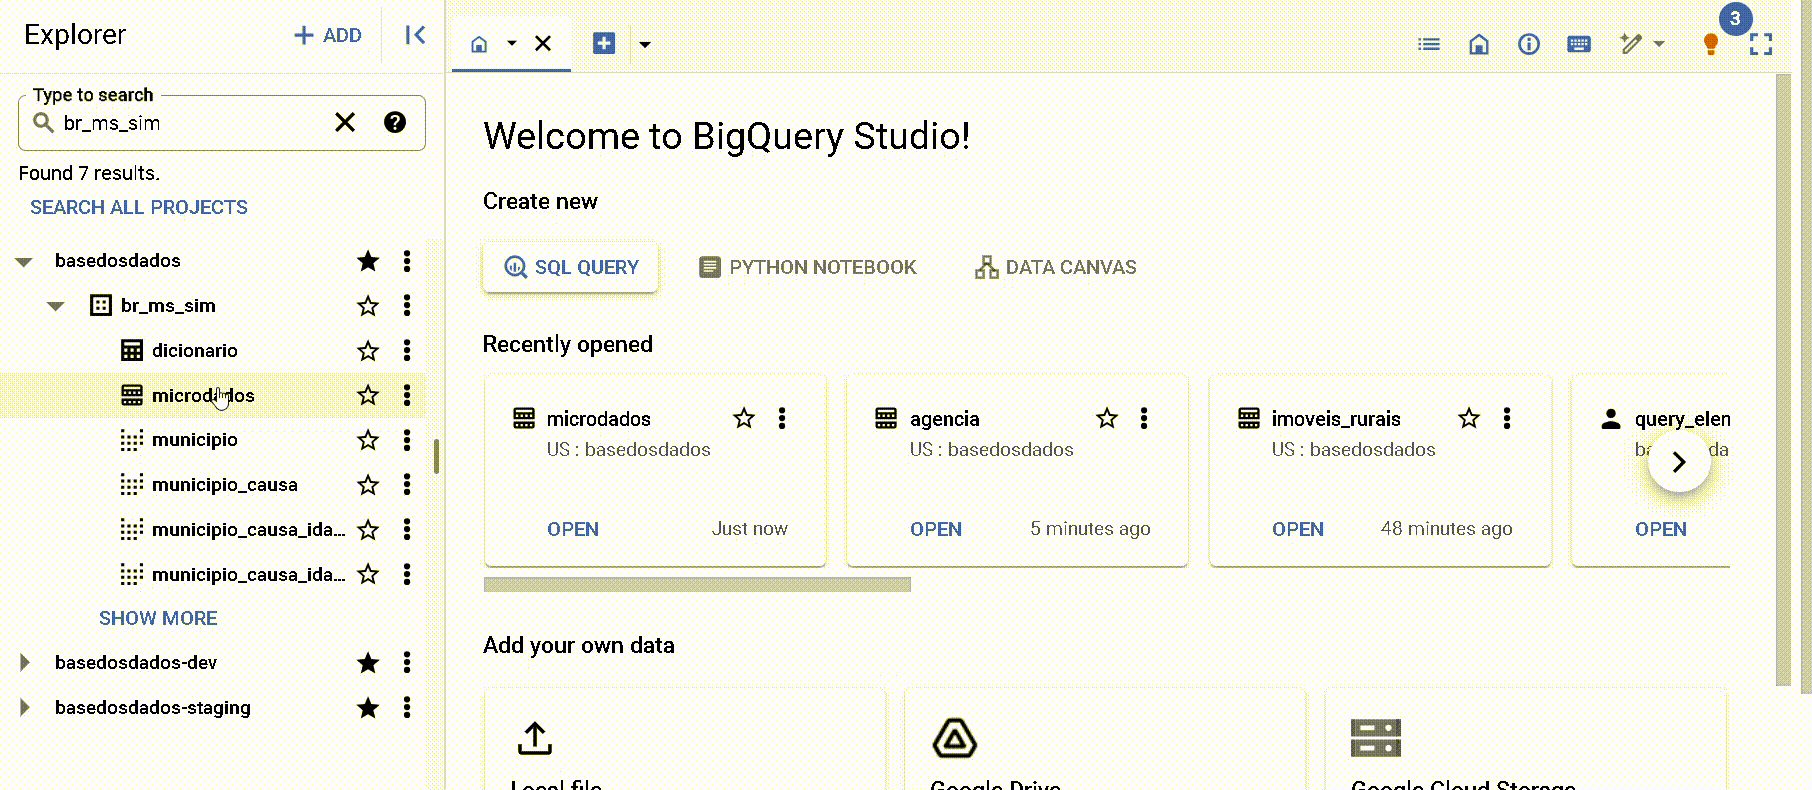 Explorer
ADD
3
Type to search
br_ms_sim
Found 7 results.
SEARCH ALL PROJECTS
basedosdados
br_ms_sim
dicionario
microdados
municipio
municipio_causa
municipio_causa_ida...
municipio_causa_ida...
SHOW MORE
basedosdados-dev
basedosdados-staging
Welcome to BigQuery Studio!
Create new
SQL QUERY
PYTHON NOTEBOOK
DATA CANVAS
Recently opened
microdados
US : basedosdados
OPEN
Just now
agencia
US : basedosdados
OPEN
5 minutes ago
imoveis_rurais
US : basedosdados
OPEN
48 minutes ago
query_elen
OPEN
Add your own data
Local file
Google Drive
Google Cloud Storage